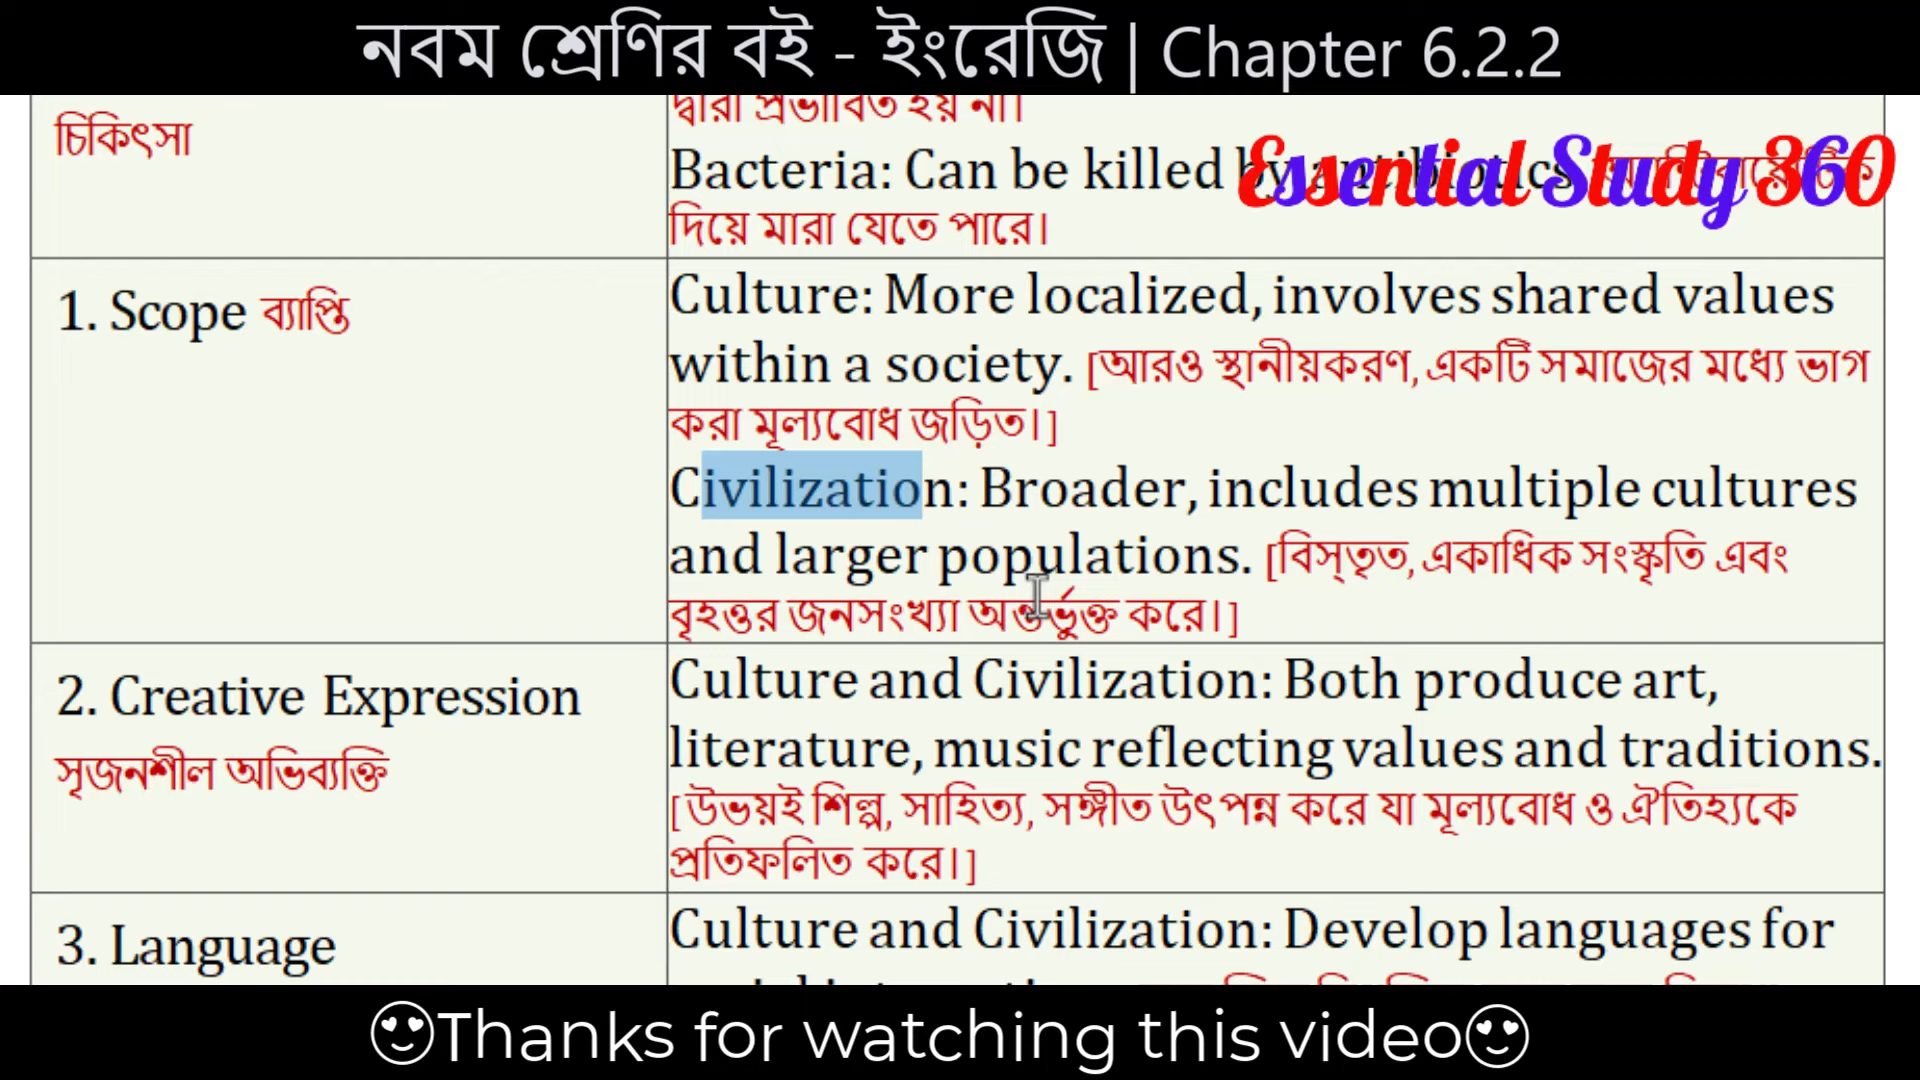 নবম শ্রেণির বই - ইংরেজি | Chapter 6.2.2
চিকিৎসা
দ্বারা প্রভাবিত হয় না।
Bacteria: Can be killed by antibiotics.
দিয়ে মারা যেতে পারে।
Essential Study 360
1. Scope ব্যাপ্তি
Culture: More localized, involves shared values
within a society. [আরও স্থানীয়করণ, একটি সমাজের মধ্যে ভাগ
করা মূল্যবোধ জড়িত।]
Civilization: Broader, includes multiple cultures
and larger populations. [বিস্তৃত, একাধিক সংস্কৃতি এবং
বৃহত্তর জনসংখ্যা অন্তর্ভুক্ত করে।]
2. Creative Expression
সৃজনশীল অভিব্যক্তি
Culture and Civilization: Both produce art,
literature, music reflecting values and traditions.
[উভয়ই শিল্প, সাহিত্য, সঙ্গীত উৎপন্ন করে যা মূল্যবোধ ও ঐতিহ্যকে
প্রতিফলিত করে।]
3. Language
Culture and Civilization: Develop languages for
Thanks for watching this video